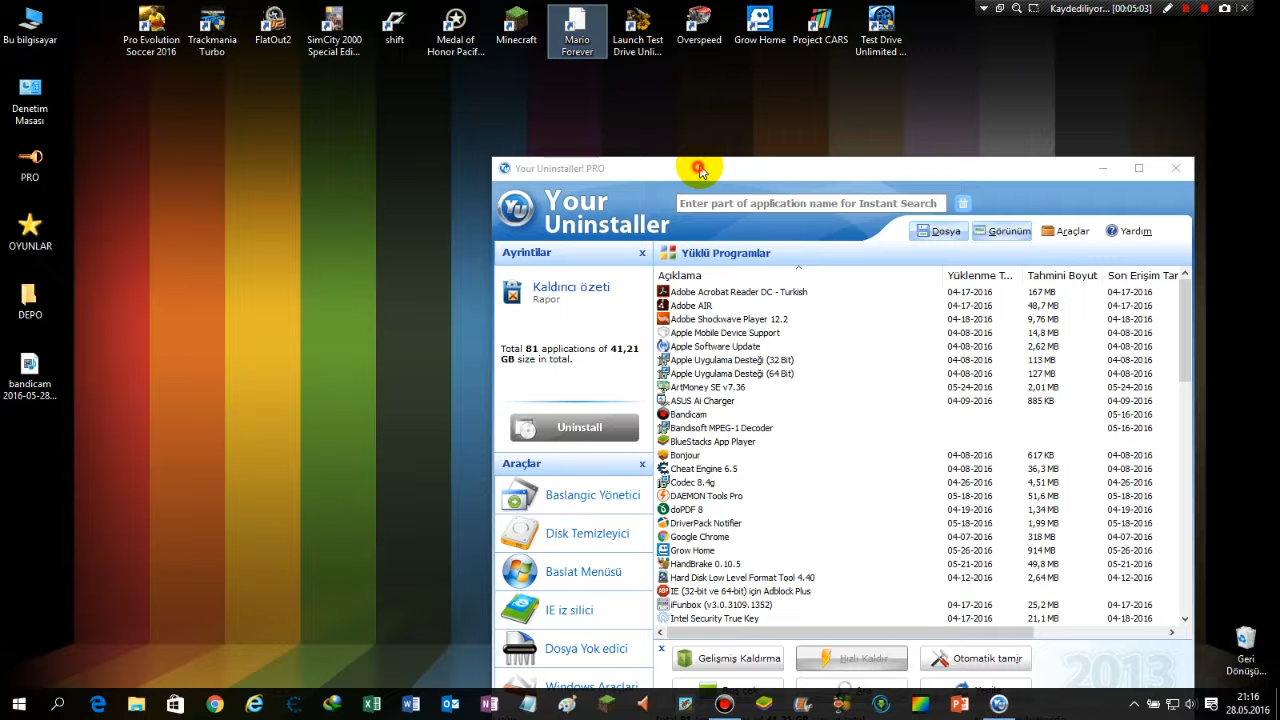 Kaydediliyor... [00:05:03]
Bu bilgisayar
Pro Evolution
Soccer 2016
Trackmania
Turbo
FlatOut2
SimCity 2000
Special Edi...
shift
Medal of
Honor Pacif...
Minecraft
Mario
Forever
Launch Test
Drive Unli...
Overspeed
Grow Home
Project CARS
Test Drive
Unlimited ...
Denetim
Masası
PRO
OYUNLAR
DEPO
bandicam
2016-05-28...
Your Uninstaller! PRO
Your
Uninstaller
Enter part of application name for Instant Search
Dosya
Görünüm
Araçlar
Yardım
Ayrintilar x
Kaldırıcı özeti
Rapor
Total 81 applications of 41,21
GB size in total.
Uninstall
Araçlar x
Baslangic Yönetici
Disk Temizleyici
Baslat Menüsü
IE iz silici
Dosya Yok edici
Windows Araçlari
Yüklü Programlar
Açıklama Yüklenme T... Tahmini Boyut Son Erişim Tar
Adobe Acrobat Reader DC - Turkish 04-17-2016 167 MB 04-17-2016
Adobe AIR 04-17-2016 48,7 MB 04-17-2016
Adobe Shockwave Player 12.2 04-18-2016 9,76 MB 04-18-2016
Apple Mobile Device Support 04-08-2016 14,8 MB 04-08-2016
Apple Software Update 04-08-2016 2,62 MB 04-08-2016
Apple Uygulama Desteği (32 Bit) 04-08-2016 113 MB 04-08-2016
Apple Uygulama Desteği (64 Bit) 04-08-2016 127 MB 04-08-2016
ArtMoney SE v7.36 05-24-2016 2,01 MB 05-24-2016
ASUS Ai Charger 04-09-2016 885 KB 04-09-2016
Bandicam 05-16-2016 05-16-2016
Bandisoft MPEG-1 Decoder 05-16-2016 05-16-2016
BlueStacks App Player
Bonjour 04-08-2016 617 KB 04-08-2016
Cheat Engine 6.5 04-08-2016 36,3 MB 04-08-2016
Codec 8.4g 04-26-2016 4,51 MB 04-26-2016
DAEMON Tools Pro 05-18-2016 51,6 MB 05-18-2016
doPDF 8 04-19-2016 1,34 MB 04-19-2016
DriverPack Notifier 05-18-2016 1,99 MB 05-18-2016
Google Chrome 04-07-2016 318 MB 04-07-2016
Grow Home 05-26-2016 914 MB 05-26-2016
HandBrake 0.10.5 05-21-2016 49,8 MB 05-21-2016
Hard Disk Low Level Format Tool 4.40 04-12-2016 2,64 MB 04-12-2016
IE (32-bit ve 64-bit) için Adblock Plus
iFunbox (v3.0.3109.1352) 04-17-2016 25,2 MB 04-17-2016
Intel Security True Key 04-17-2016 21,1 MB 04-18-2016
Gelişmiş Kaldırma
Hızlı Kaldır
Otomatik tamir
2013
Geri
Dönüşü...
21:16
28.05.2016